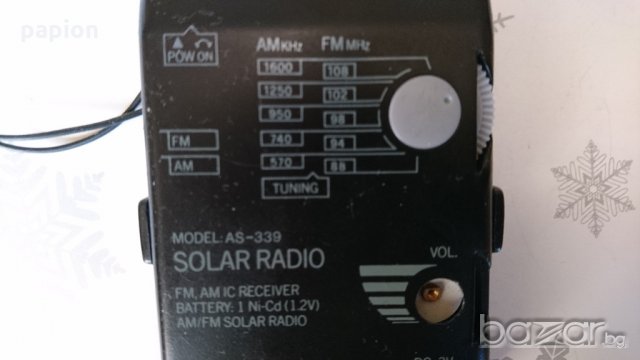 papion
POW ON
AM KHz FM MHz
1600 108
1250 102
950 98
740 94
570 88
FM
AM
TUNING
MODEL: AS-339
SOLAR RADIO
VOL.
FM, AM IC RECEIVER
BATTERY: 1 Ni-Cd (1.2V)
AM/FM SOLAR RADIO
bazar.bg